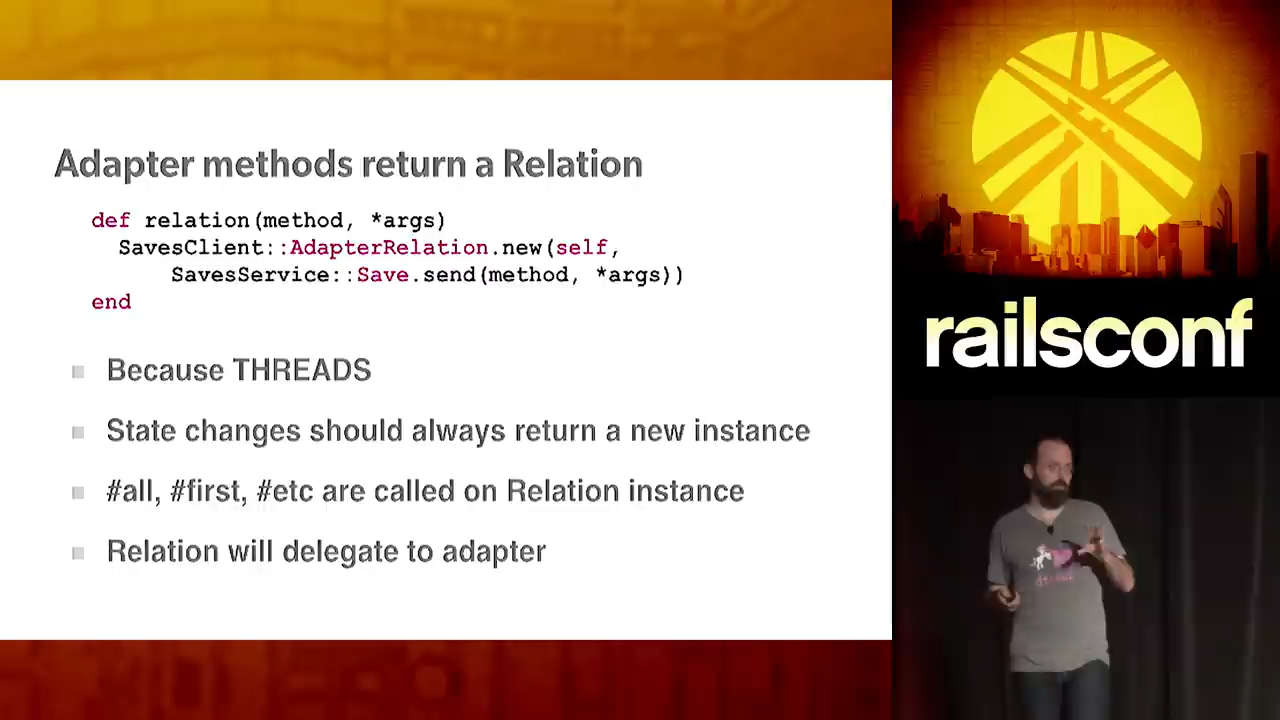 Adapter methods return a Relation
def relation(method, *args)
SavesClient::AdapterRelation.new(self,
SavesService::Save.send(method, *args))
end
Because THREADS
State changes should always return a new instance
#all, #first, #etc are called on Relation instance
Relation will delegate to adapter
railsconf